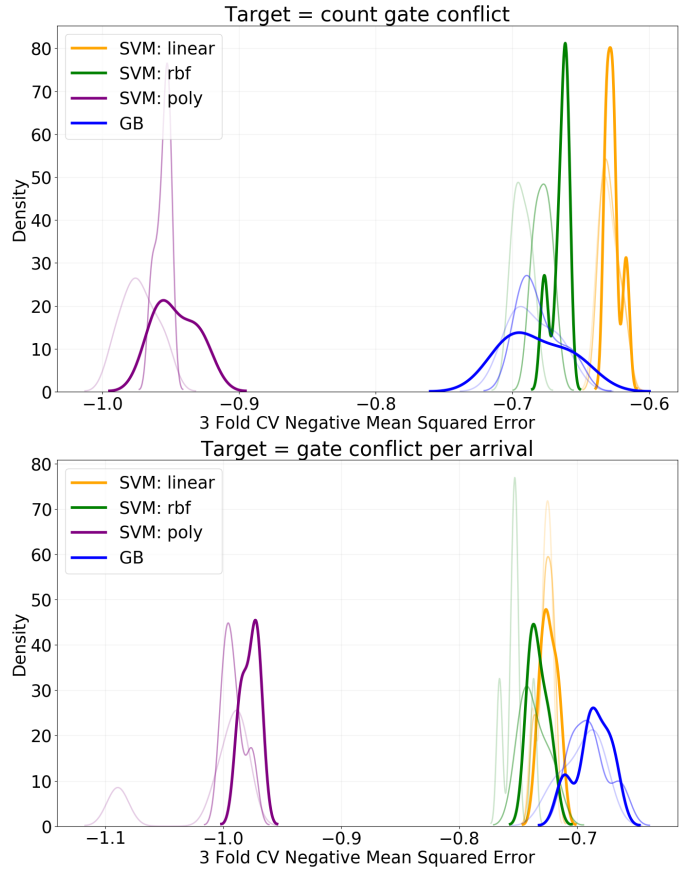 Target = count gate conflict
SVM: linear
SVM: rbf
SVM: poly
GB
Density
80
70
60
50
40
30
20
10
0
−1.0
−0.9
−0.8
−0.7
−0.6
3 Fold CV Negative Mean Squared Error
Target = gate conflict per arrival
SVM: linear
SVM: rbf
SVM: poly
GB
Density
80
70
60
50
40
30
20
10
0
−1.1
−1.0
−0.9
−0.8
−0.7
3 Fold CV Negative Mean Squared Error